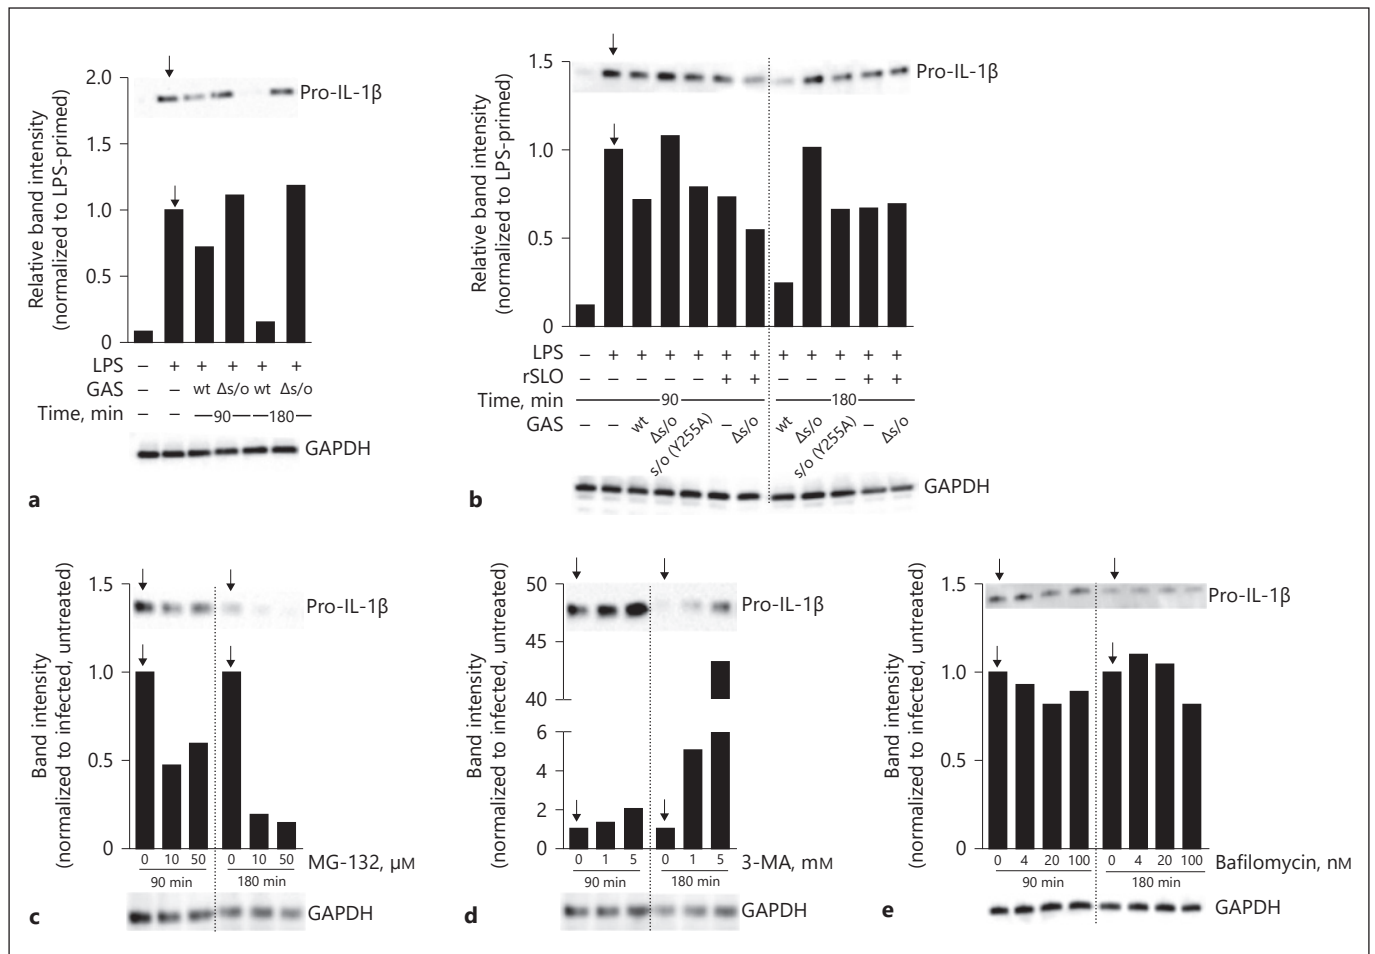 Relative band intensity
(normalized to LPS-primed)
2.0
1.5
1.0
0.5
0
Pro-IL-1β
LPS – + + + + +
GAS – – wt Δs/o wt Δs/o
Time, min – – 90 180
GAPDH
a
Relative band intensity
(normalized to LPS-primed)
1.5
1.0
0.5
0
Pro-IL-1β
LPS – + + + + + + + + + + +
rSLO + + + +
Time, min 90 180
GAS – – wt Δs/o s/o (Y255A) – Δs/o wt Δs/o s/o (Y255A) – Δs/o
GAPDH
b
Band intensity
(normalized to infected, untreated)
1.5
1.0
0.5
0
Pro-IL-1β
0 10 50 0 10 50 MG-132, μM
90 min 180 min
GAPDH
c
Band intensity
(normalized to infected, untreated)
50
45
40
6
4
2
0
Pro-IL-1β
0 1 5 0 1 5 3-MA, mM
90 min 180 min
GAPDH
d
Band intensity
(normalized to infected, untreated)
1.5
1.0
0.5
0
Pro-IL-1β
0 4 20 100 0 4 20 100 Bafilomycin, nM
90 min 180 min
GAPDH
e